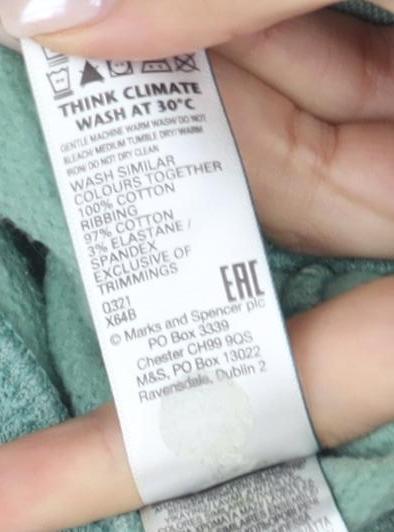 THINK CLIMATE
WASH AT 30°C
GENTLE MACHINE WARM WASH/ DO NOT
BLEACH/ MEDIUM TUMBLE DRY/ WARM
IRON/ DO NOT DRY CLEAN
WASH SIMILAR
COLOURS TOGETHER
100% COTTON
RIBBING
97% COTTON
3% ELASTANE /
SPANDEX
EXCLUSIVE OF
TRIMMINGS
EAC
0321
X64B
© Marks and Spencer plc
PO Box 3339
Chester CH99 9QS
M&S, PO Box 13022
Ravensdale, Dublin 2